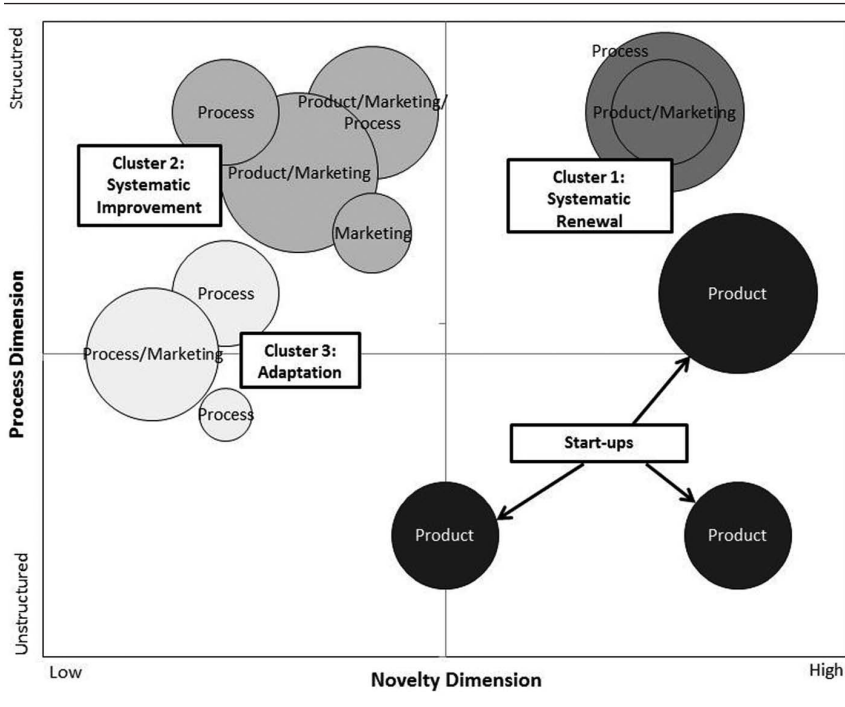 Strucutred
Process
Process
Product/Marketing/
Process
Product/Marketing
Product/Marketing
Cluster 2:
Systematic
Improvement
Cluster 1:
Systematic
Renewal
Marketing
Process
Product
Process/Marketing
Cluster 3:
Adaptation
Process
Process Dimension
Start-ups
Product
Product
Unstructured
Low
Novelty Dimension
High